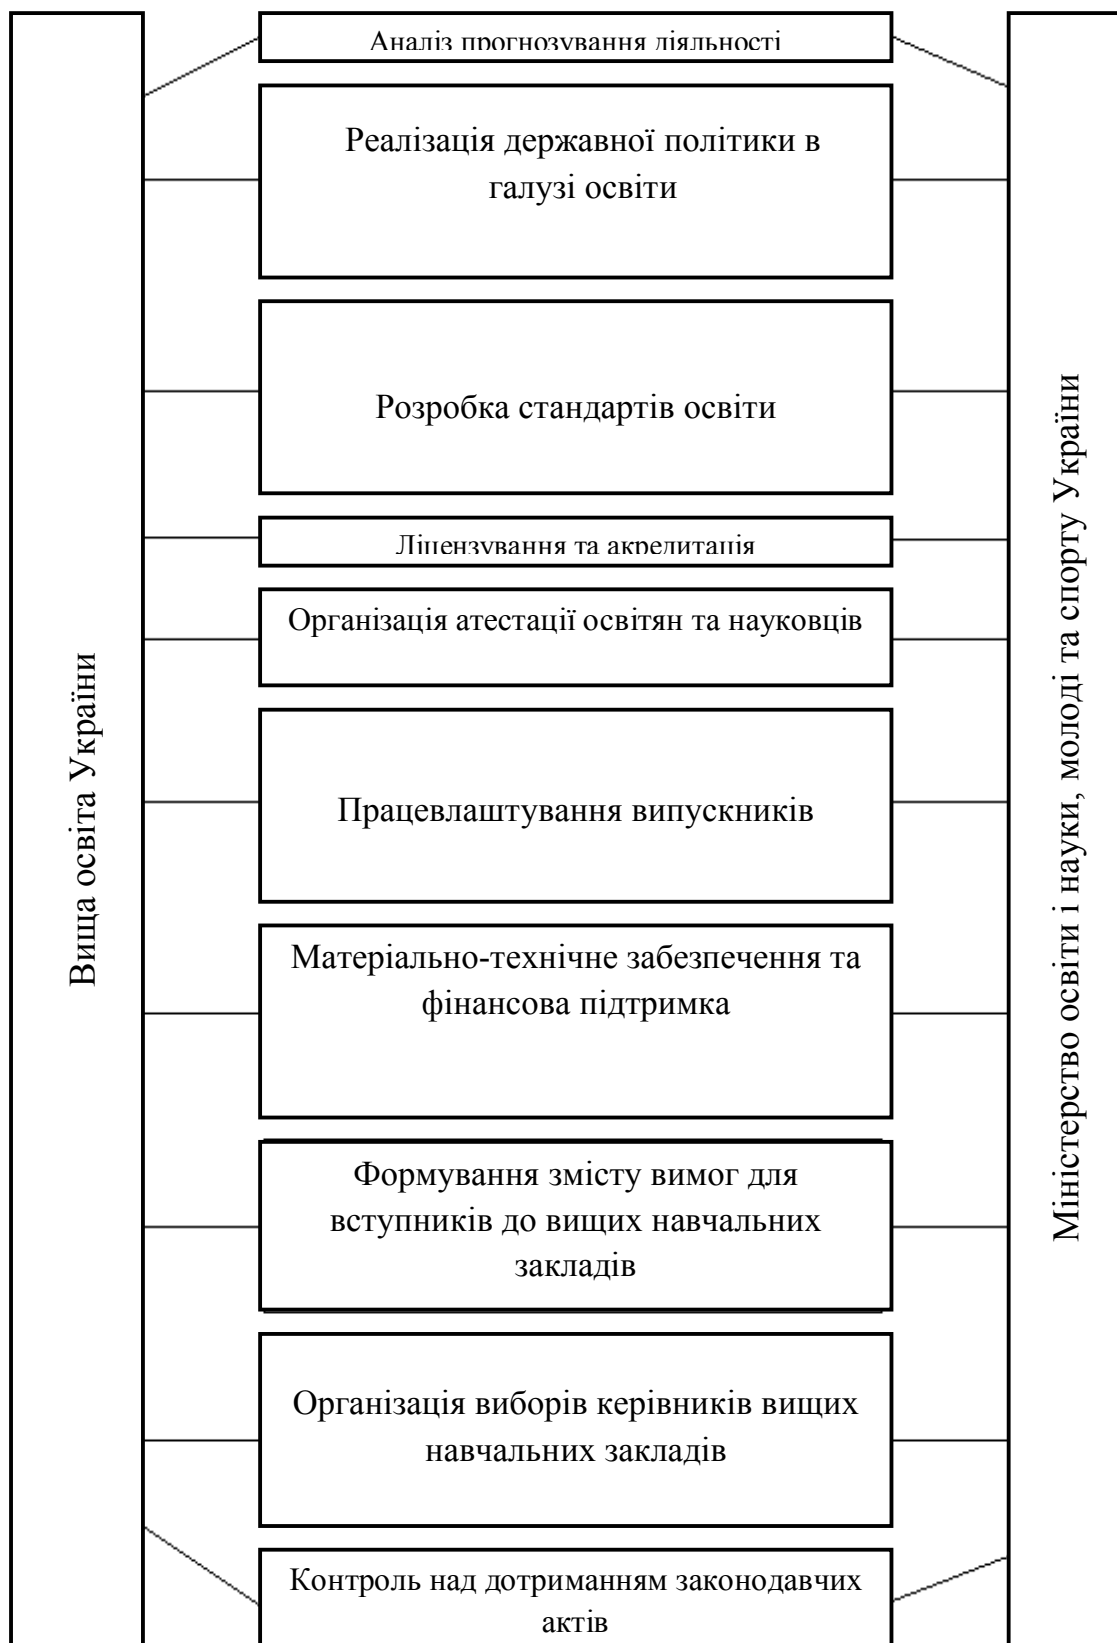 Аналіз прогнозування діяльності
Реалізація державної політики в
галузі освіти
Розробка стандартів освіти
Ліцензування та акредитація
Організація атестації освітян та науковців
Працевлаштування випускників
Матеріально-технічне забезпечення та
фінансова підтримка
Формування змісту вимог для
вступників до вищих навчальних
закладів
Організація виборів керівників вищих
навчальних закладів
Контроль над дотриманням законодавчих
актів
Вища освіта України
Міністерство освіти і науки, молоді та спорту України